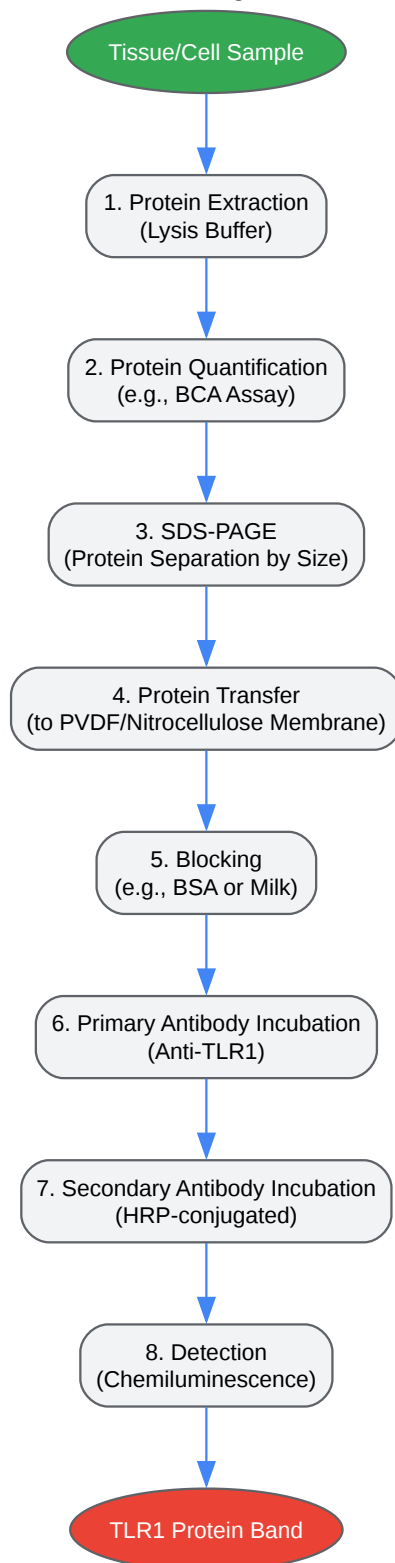 Tissue/Cell Sample
1. Protein Extraction
(Lysis Buffer)
2. Protein Quantification
(e.g., BCA Assay)
3. SDS-PAGE
(Protein Separation by Size)
4. Protein Transfer
(to PVDF/Nitrocellulose Membrane)
5. Blocking
(e.g., BSA or Milk)
6. Primary Antibody Incubation
(Anti-TLR1)
7. Secondary Antibody Incubation
(HRP-conjugated)
8. Detection
(Chemiluminescence)
TLR1 Protein Band